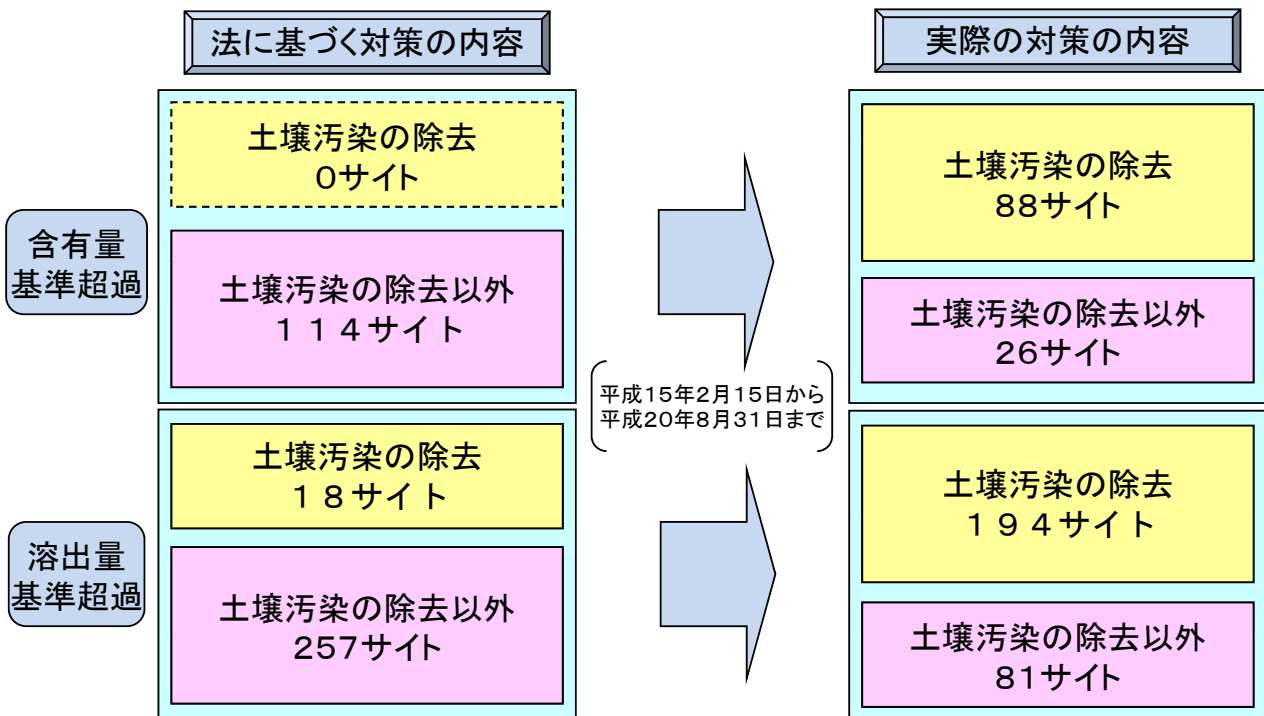 法に基づく対策の内容
実際の対策の内容
含有量
基準超過
土壌汚染の除去
0サイト
土壌汚染の除去以外
114サイト
土壌汚染の除去
88サイト
土壌汚染の除去以外
26サイト
平成15年2月15日から
平成20年8月31日まで
溶出量
基準超過
土壌汚染の除去
18サイト
土壌汚染の除去以外
257サイト
土壌汚染の除去
194サイト
土壌汚染の除去以外
81サイト